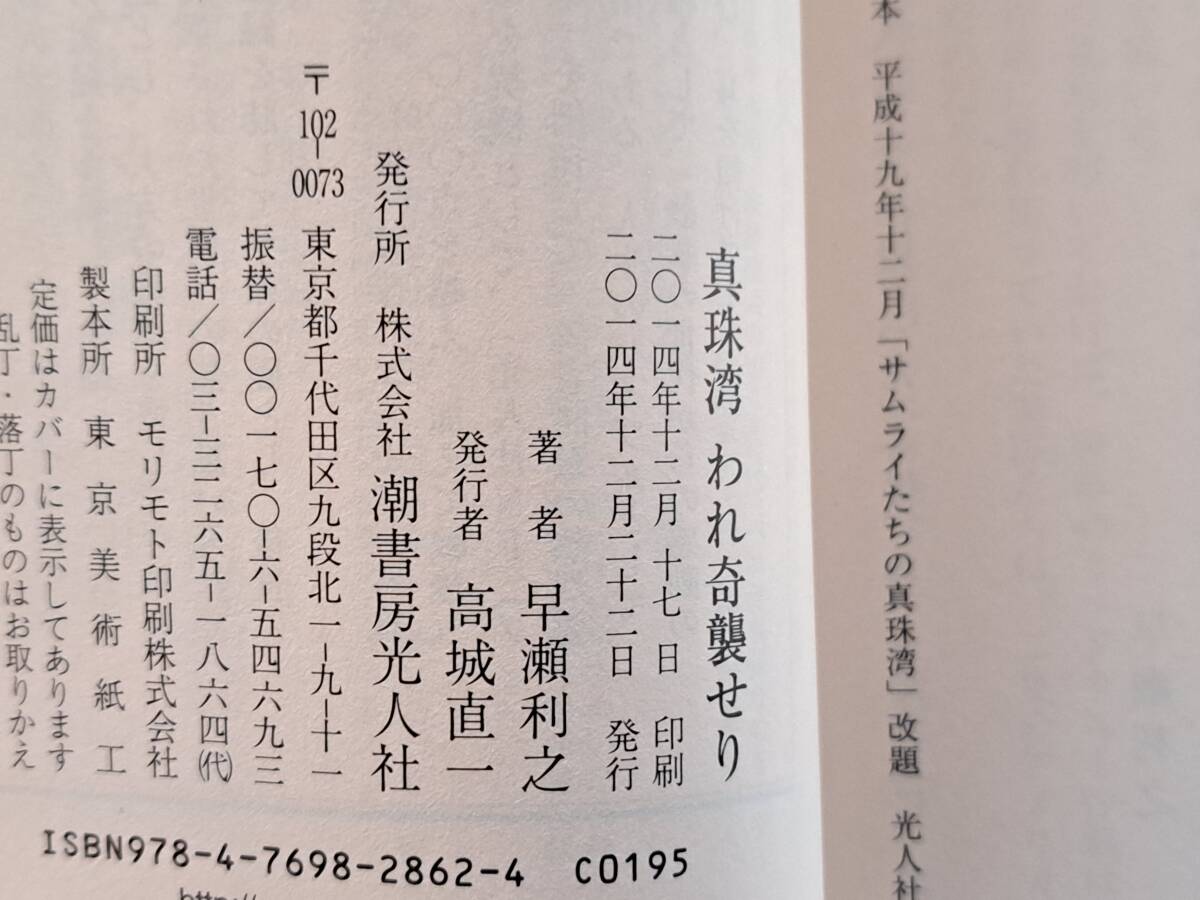 本 平成十九年十二月「サムライたちの真珠湾」改題 光人社
真珠湾 われ奇襲せり
二〇一四年十二月 十七 日 印刷
二〇一四年十二月二十二日 発行
著 者 早瀬利之
発行者 高城直一
発行所 株式会社 潮書房光人社
〒102-0073 東京都千代田区九段北一-九-十一
振替/〇〇一七〇-六-五四六九三
電話/〇三-三二六五-一八六四(代)
印刷所 モリモト印刷株式会社
製本所 東 京 美 術 紙 工
定価はカバーに表示してあります
乱丁・落丁のものはお取りかえ
ISBN978-4-7698-2862-4 C0195